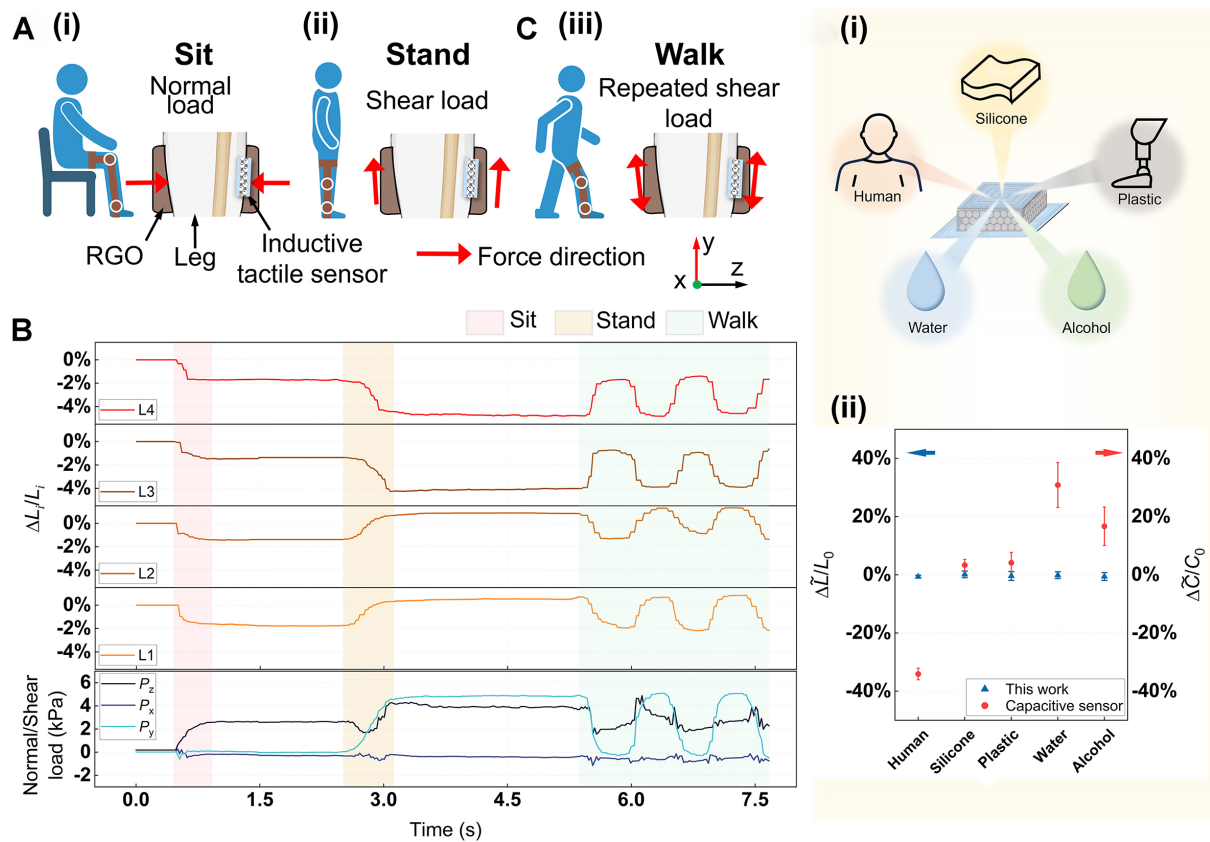 A (i)
Sit
Normal
load
(ii)
Stand
Shear load
C (iii)
Walk
Repeated shear
load
RGO
Leg
Inductive
tactile sensor
Force direction
y
x
z
(i)
Silicone
Human
Plastic
Water
Alcohol
B
Sit
Stand
Walk
0%
-2%
-4%
L4
0%
-2%
-4%
L3
0%
-2%
-4%
L2
0%
-2%
-4%
L1
ΔLi/Li
6
4
2
0
-2
Pz
Px
Py
Normal/Shear
load (kPa)
0.0 1.5 3.0 4.5 6.0 7.5
Time (s)
(ii)
40%
20%
0%
-20%
-40%
ΔL̃/L0
40%
20%
0%
-20%
-40%
ΔC̃/C0
This work
Capacitive sensor
Human
Silicone
Plastic
Water
Alcohol